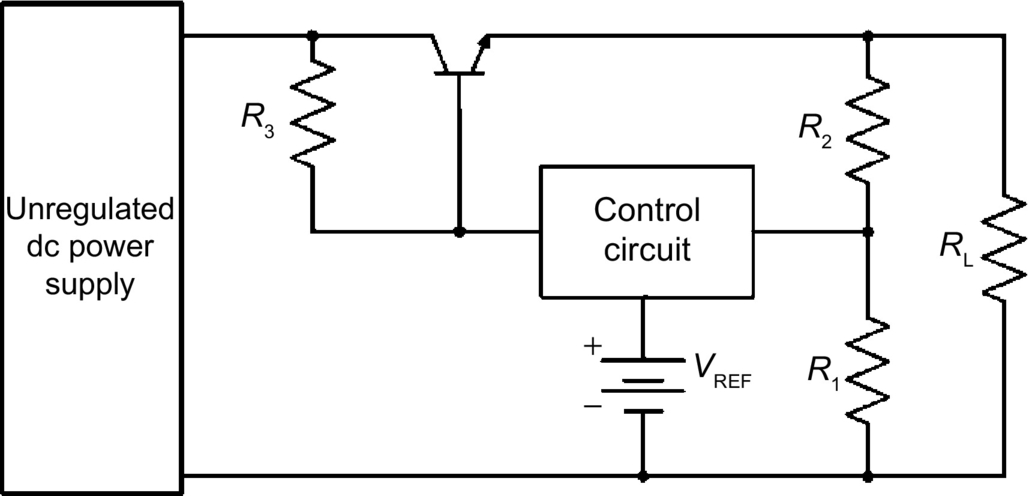 Unregulated
dc power
supply
R3
Control
circuit
R2
RL
+
VREF
−
R1